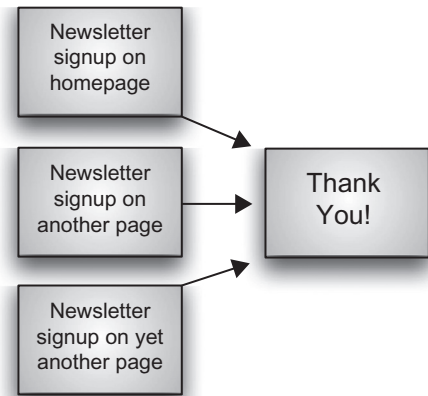 Newsletter
signup on
homepage
Newsletter
signup on
another page
Thank
You!
Newsletter
signup on yet
another page